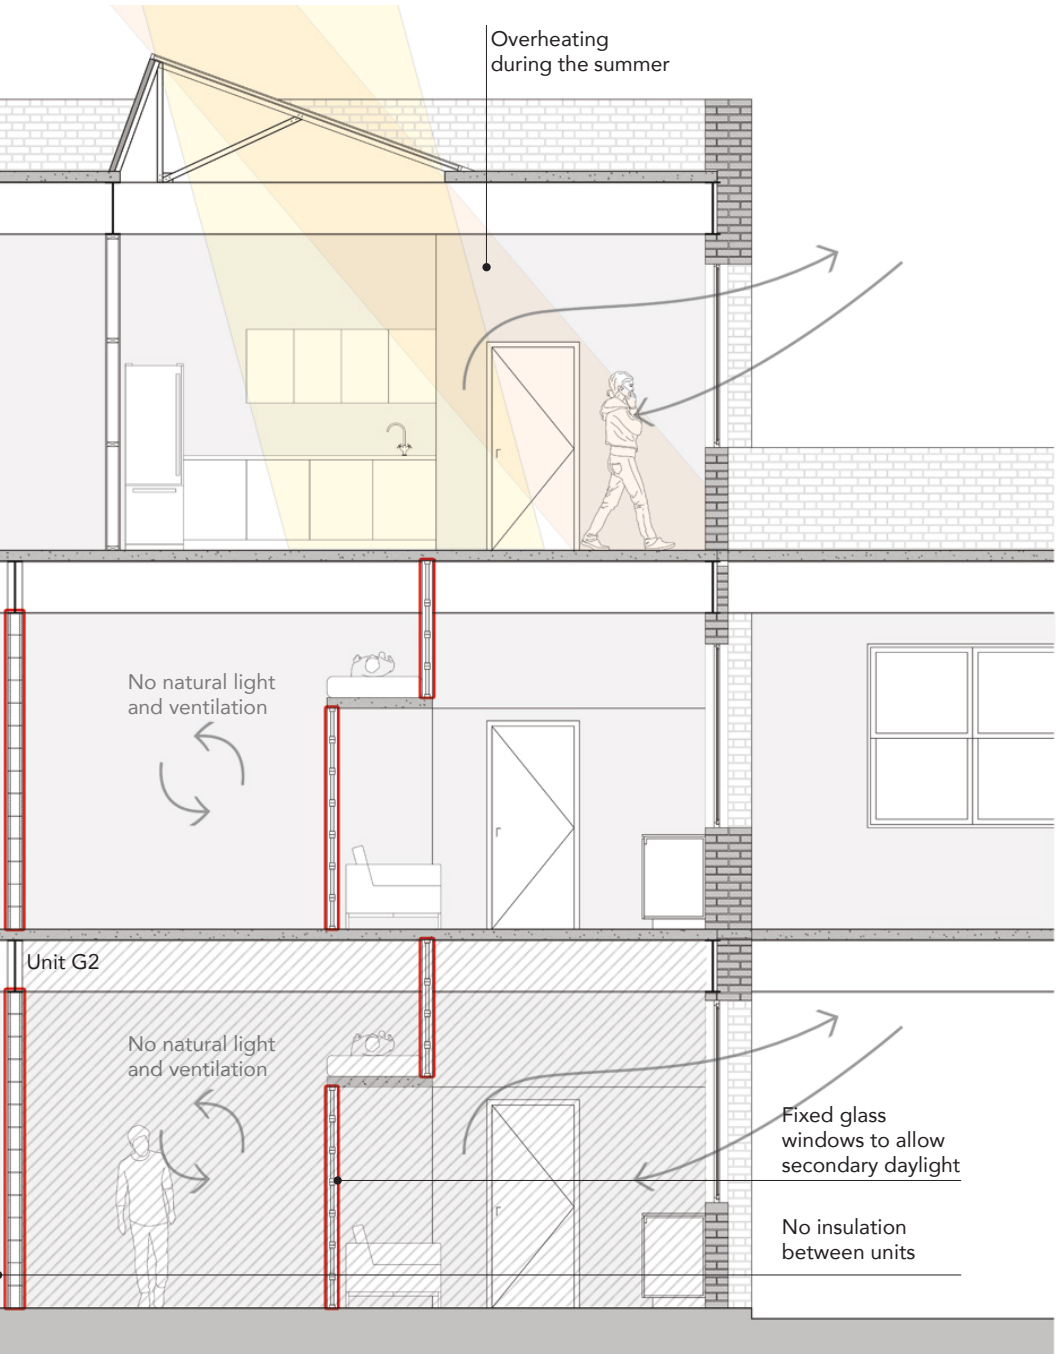 Overheating
during the summer
No natural light
and ventilation
Unit G2
No natural light
and ventilation
Fixed glass
windows to allow
secondary daylight
No insulation
between units